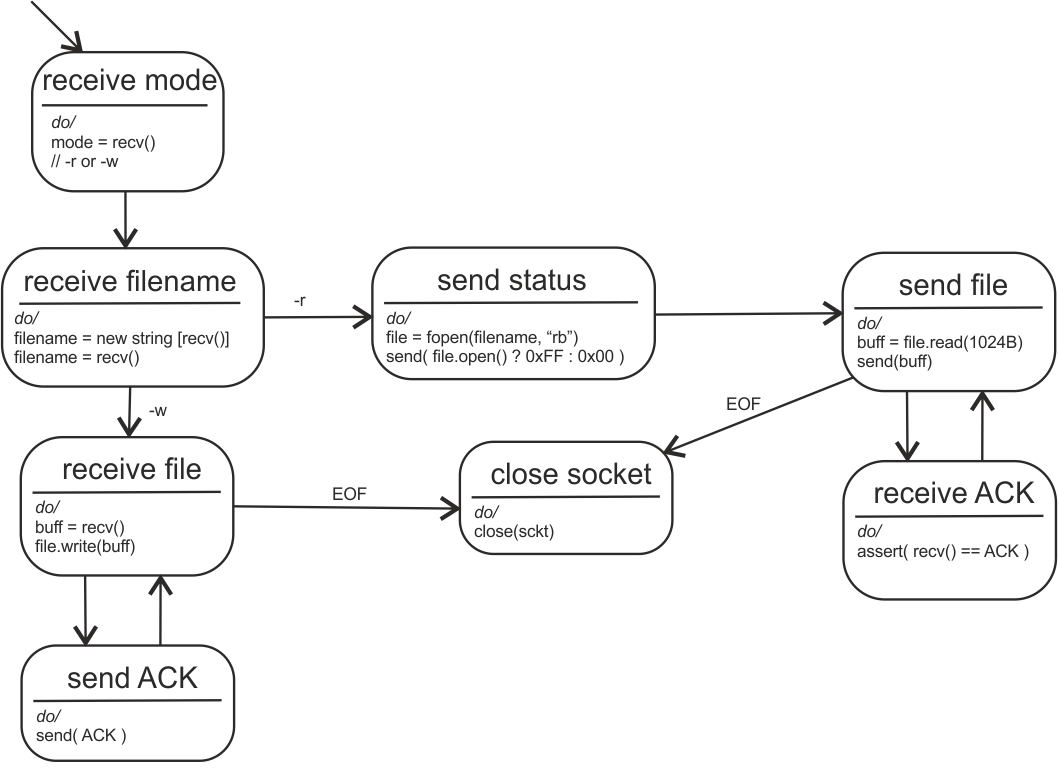 receive mode
do/
mode = recv()
// -r or -w
receive filename
do/
filename = new string [recv()]
filename = recv()
-r
send status
do/
file = fopen(filename, “rb”)
send( file.open() ? 0xFF : 0x00 )
send file
do/
buff = file.read(1024B)
send(buff)
-w
EOF
receive file
do/
buff = recv()
file.write(buff)
EOF
close socket
do/
close(sckt)
receive ACK
do/
assert( recv() == ACK )
send ACK
do/
send( ACK )